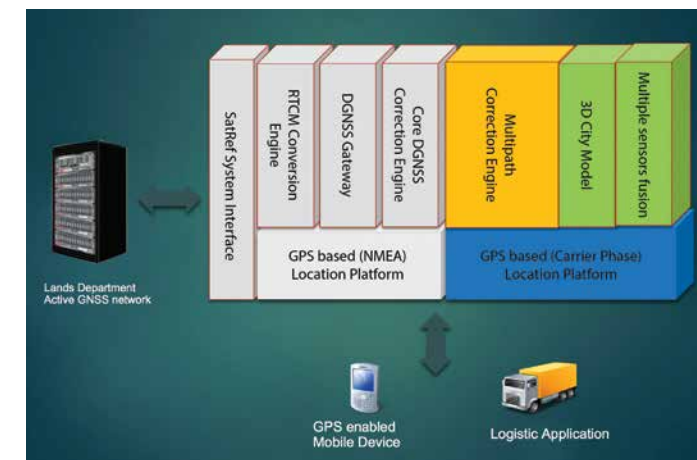 SatRef System Interface
RTCM Conversion
Engine
DGNSS Gateway
Core DGNSS
Correction Engine
Multipath
Correction Engine
3D City Model
Multiple sensors fusion
GPS based (NMEA)
Location Platform
GPS based (Carrier Phase)
Location Platform
Lands Department
Active GNSS network
GPS enabled
Mobile Device
Logistic Application